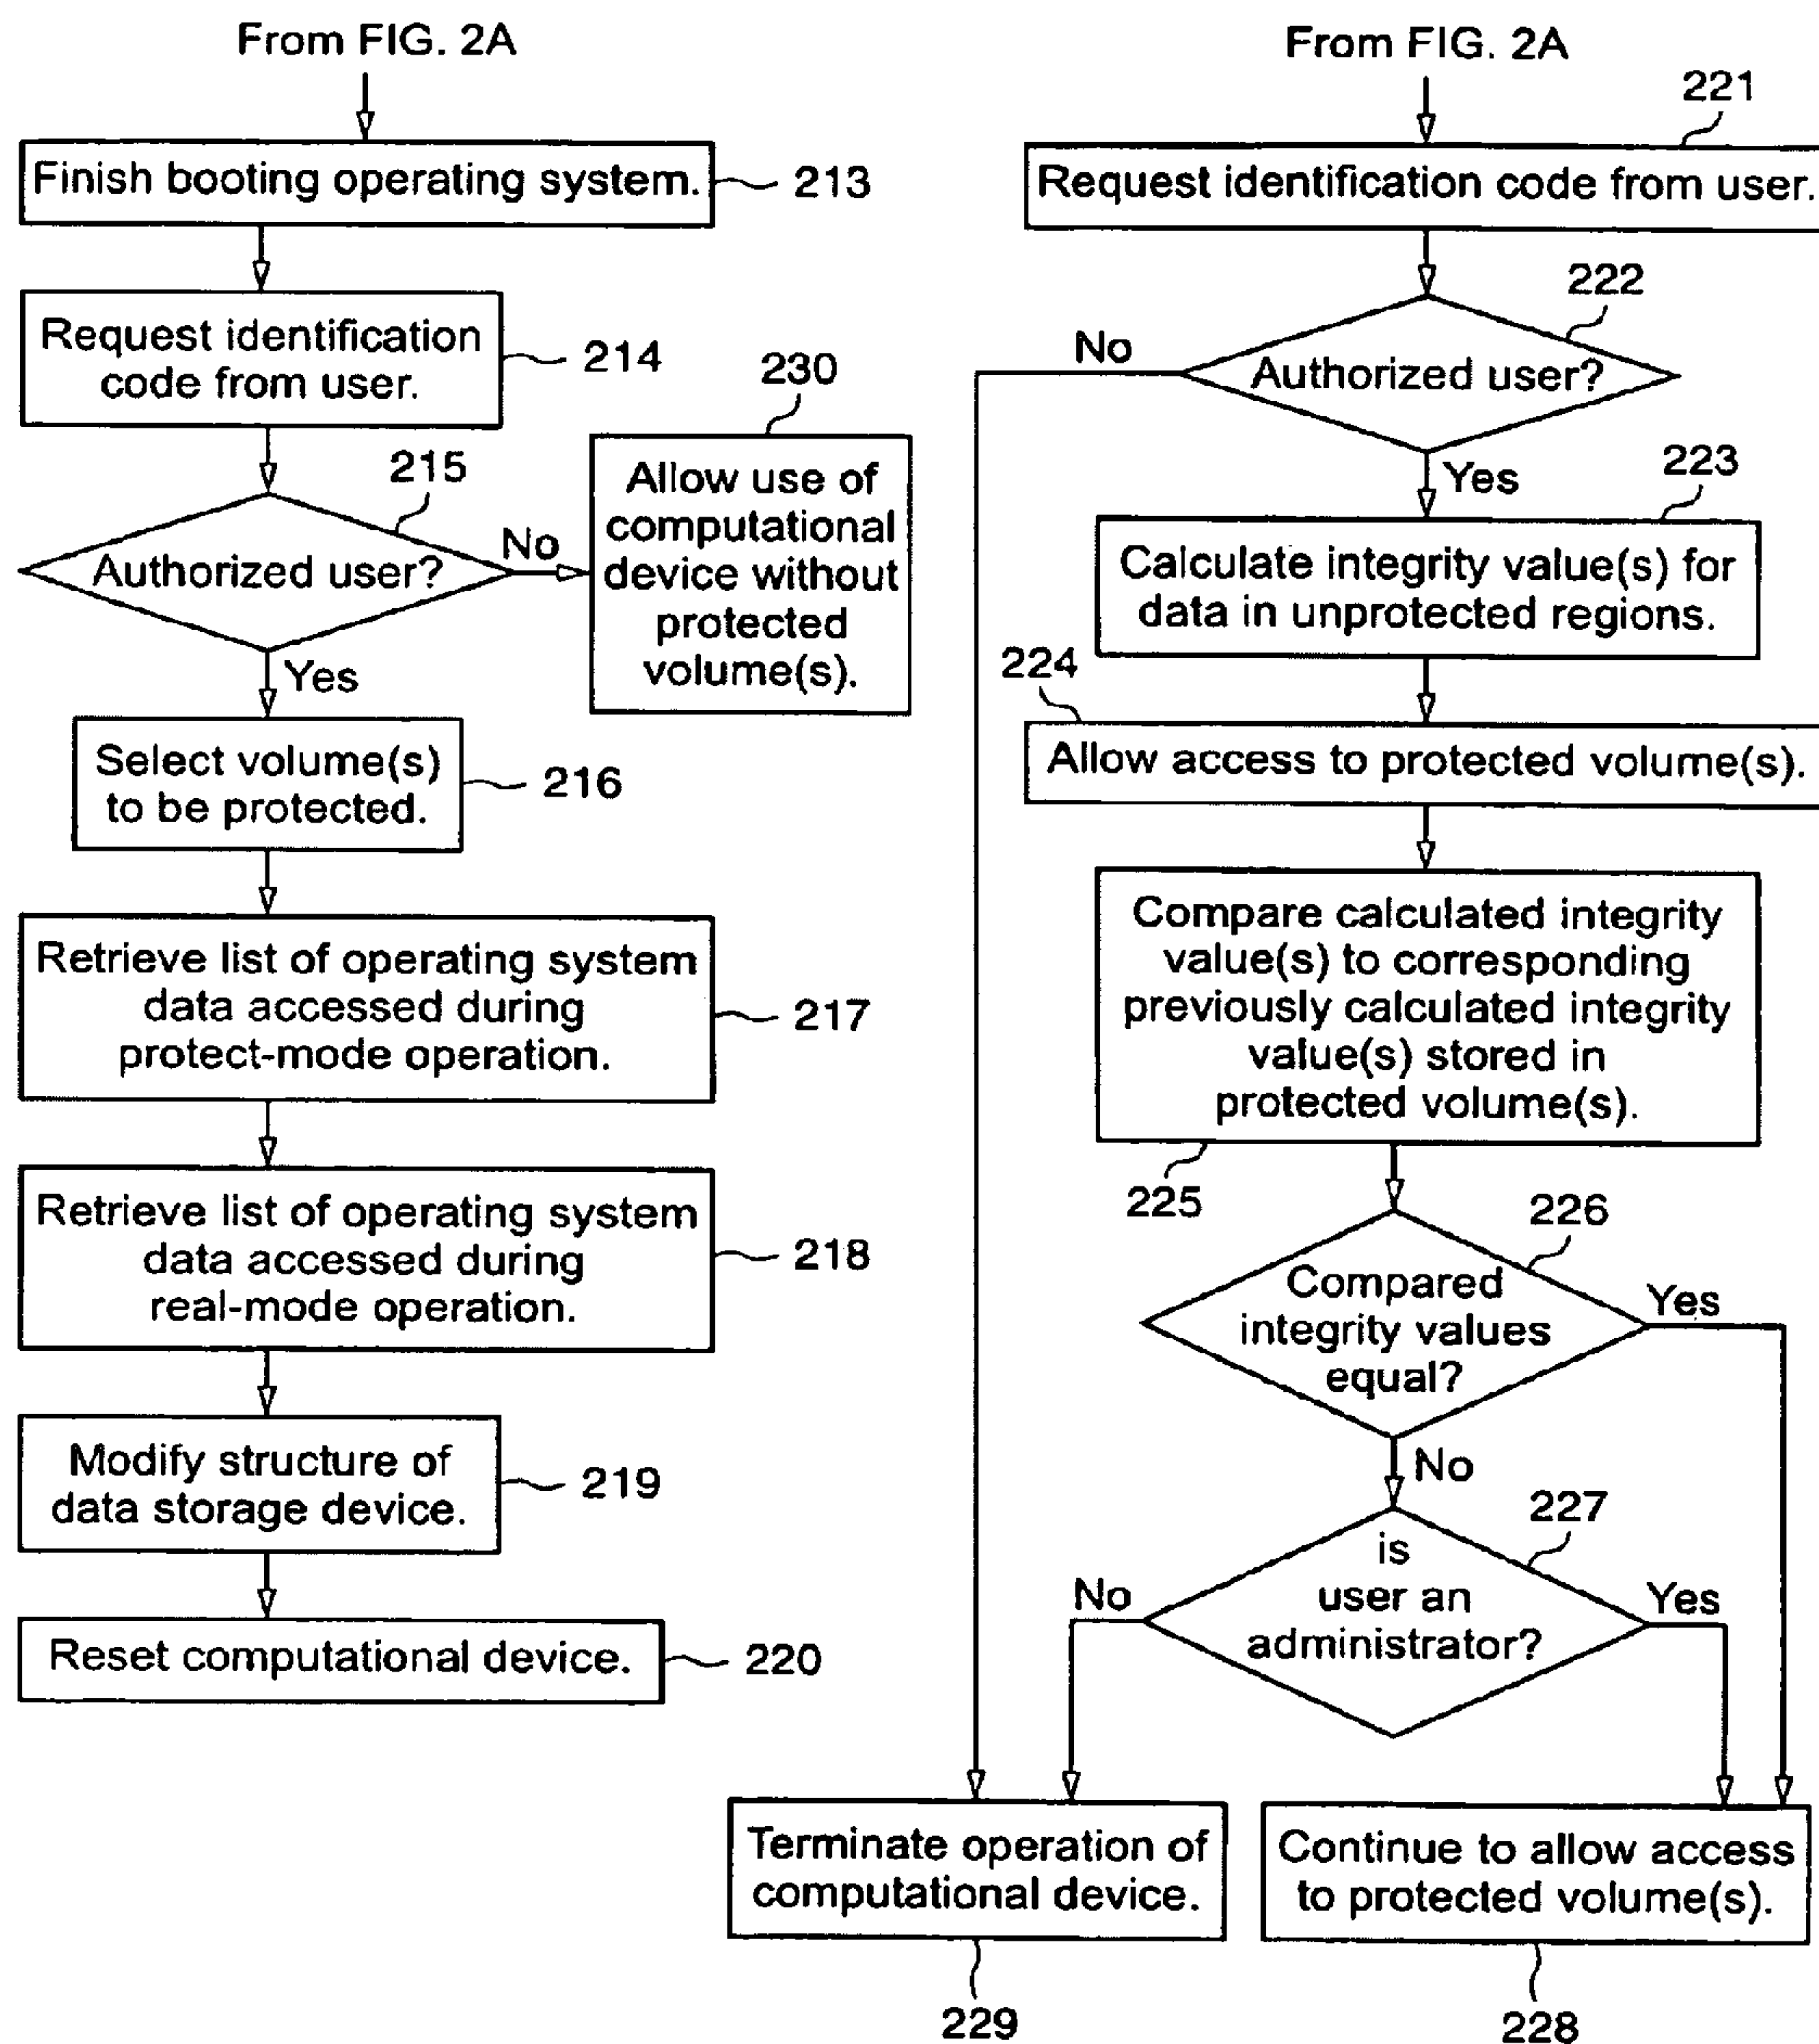 From FIG. 2A
Finish booting operating system.
213
Request identification
code from user.
214
215
Authorized user?
No
230
Allow use of
computational
device without
protected
volume(s).
Yes
Select volume(s)
to be protected.
216
Retrieve list of operating system
data accessed during
protect-mode operation.
217
Retrieve list of operating system
data accessed during
real-mode operation.
218
Modify structure of
data storage device.
219
Reset computational device.
220
From FIG. 2A
221
Request identification code from user.
222
No
Authorized user?
Yes
223
Calculate integrity value(s) for
data in unprotected regions.
224
Allow access to protected volume(s).
Compare calculated integrity
value(s) to corresponding
previously calculated integrity
value(s) stored in
protected volume(s).
225
226
Compared
integrity values
equal?
Yes
No
227
is
user an
administrator?
No
Yes
Terminate operation of
computational device.
229
Continue to allow access
to protected volume(s).
228